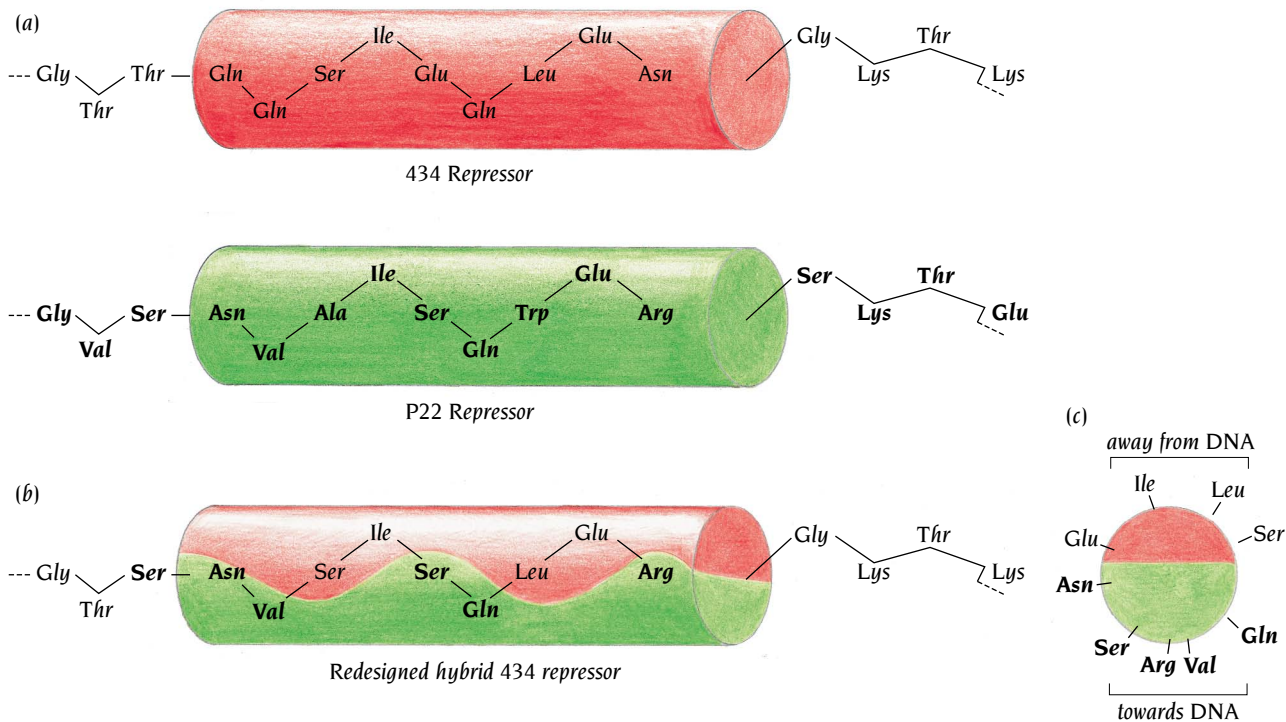 (a)
--- Gly Thr Thr Gln Gln Ser Ile Glu Gln Leu Glu Asn Gly Lys Thr Lys
434 Repressor
--- Gly Val Ser Asn Val Ala Ile Ser Gln Trp Glu Arg Ser Lys Thr Glu
P22 Repressor
(b)
--- Gly Thr Ser Asn Val Ser Ile Ser Gln Leu Glu Arg Gly Lys Thr Lys
Redesigned hybrid 434 repressor
(c)
away from DNA
Ile Leu
Glu Ser
Asn
Ser Gln
Arg Val
towards DNA